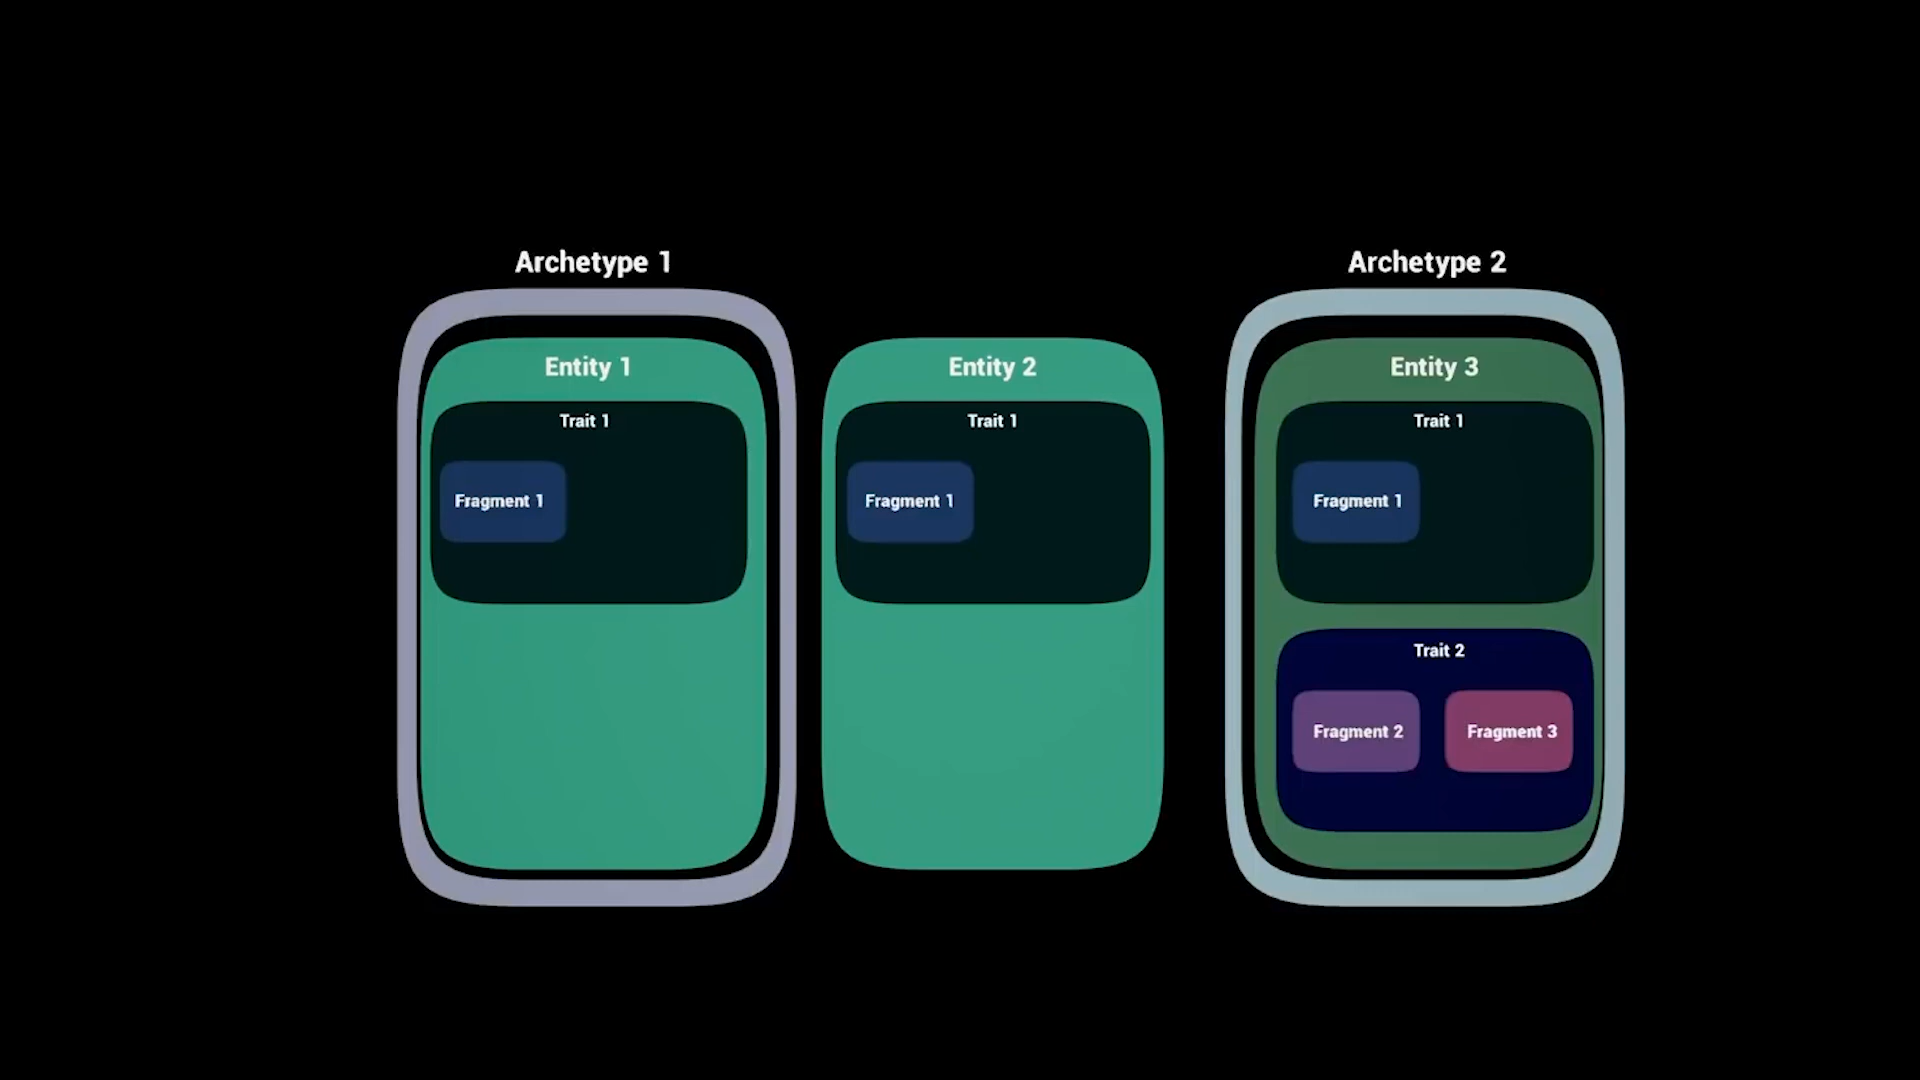 Archetype 1
Archetype 2
Entity 1
Entity 2
Entity 3
Trait 1
Trait 1
Trait 1
Fragment 1
Fragment 1
Fragment 1
Trait 2
Fragment 2
Fragment 3